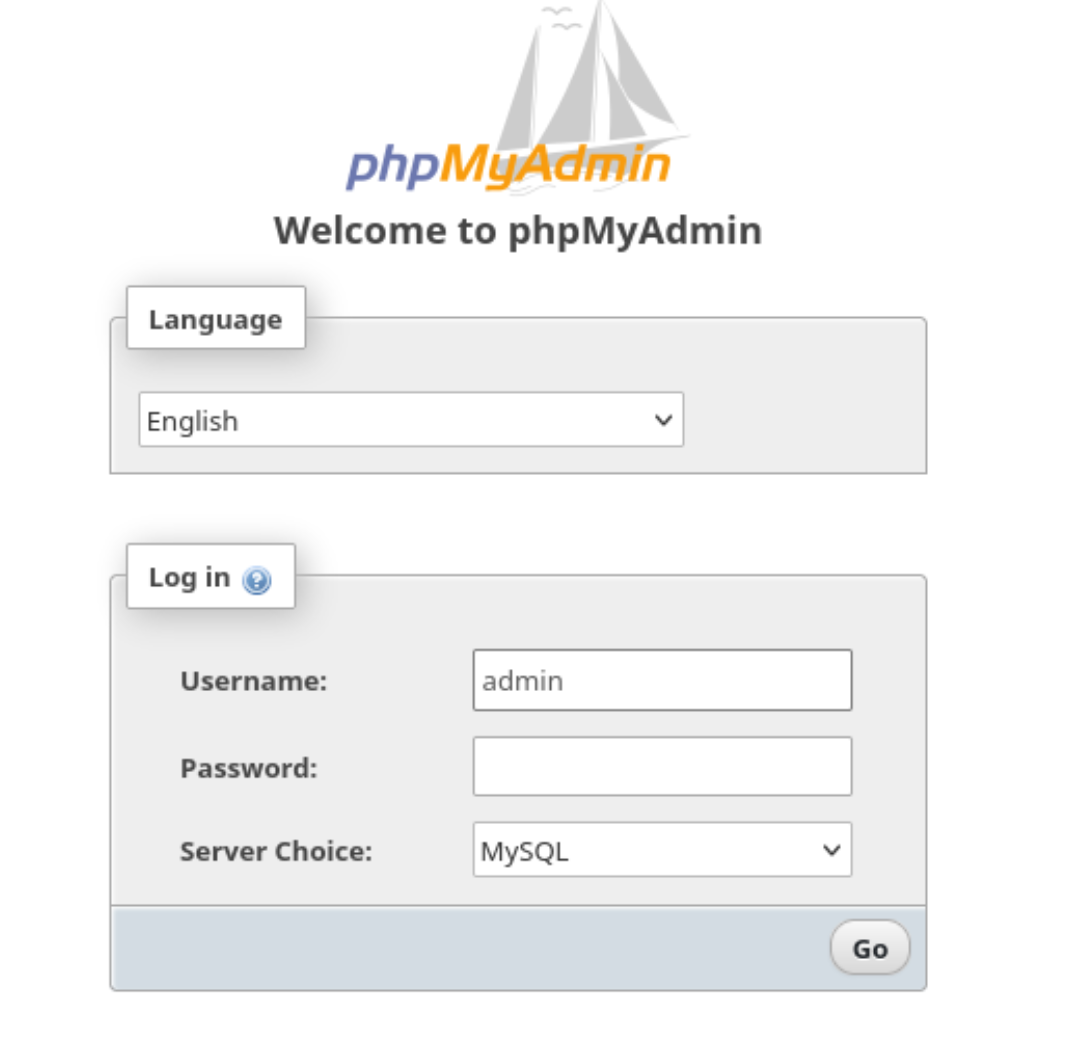 phpMyAdmin
Welcome to phpMyAdmin
Language
English
Log in
Username: admin
Password:
Server Choice: MySQL
Go